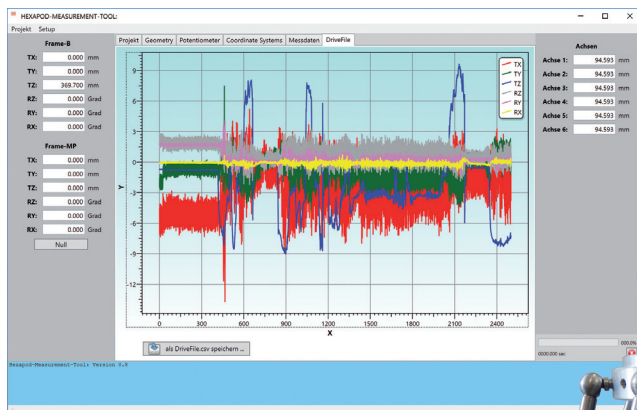 HEXAPOD-MEASUREMENT-TOOL:
Projekt Setup
Frame-B
TX: 0.000 mm
TY: 0.000 mm
TZ: 369.700 mm
RZ: 0.000 Grad
RY: 0.000 Grad
RX: 0.000 Grad
Frame-MP
TX: 0.000 mm
TY: 0.000 mm
TZ: 0.000 mm
RZ: 0.000 Grad
RY: 0.000 Grad
RX: 0.000 Grad
Null
Projekt Geometry Potentiometer Coordinate Systems Messdaten DriveFile
9
6
3
0
-3
-6
-9
-12
Y
0 300 600 900 1200 1500 1800 2100 2400
X
TX
TY
TZ
RZ
RY
RX
als DriveFile.csv speichern ...
Achsen
Achse 1: 94.593 mm
Achse 2: 94.593 mm
Achse 3: 94.593 mm
Achse 4: 94.593 mm
Achse 5: 94.593 mm
Achse 6: 94.593 mm
000.0%
0000.000 sec